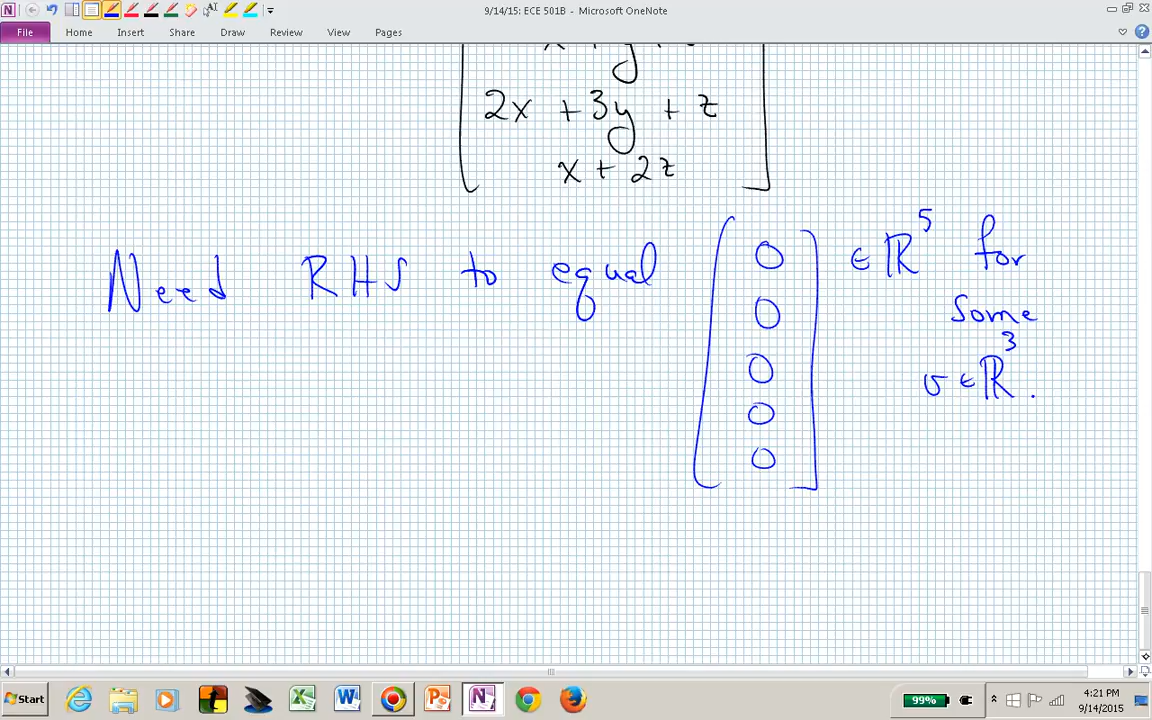 9/14/15: ECE 501B - Microsoft OneNote
File Home Insert Share Draw Review View Pages
2x + 3y + z
x + 2z
Need RHS to equal [0 0 0 0 0] ∈ ℝ⁵ for
some
v ∈ ℝ³.
Start
99%
4:21 PM
9/14/2015